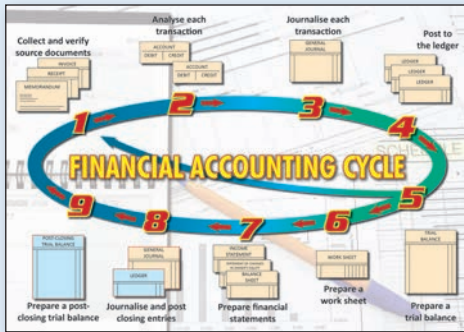 Collect and verify
source documents
INVOICE
RECEIPT
MEMORANDUM
Analyse each
transaction
ACCOUNT
DEBIT CREDIT
ACCOUNT
DEBIT CREDIT
Journalise each
transaction
GENERAL
JOURNAL
Post to
the ledger
LEDGER
LEDGER
LEDGER
1
2
3
4
FINANCIAL ACCOUNTING CYCLE
5
6
7
8
9
POST-CLOSING
TRIAL BALANCE
Prepare a post-
closing trial balance
GENERAL
JOURNAL
LEDGER
Journalise and post
closing entries
INCOME
STATEMENT
BALANCE
SHEET
Prepare financial
statements
WORK SHEET
Prepare a
work sheet
TRIAL
BALANCE
Prepare a
trial balance